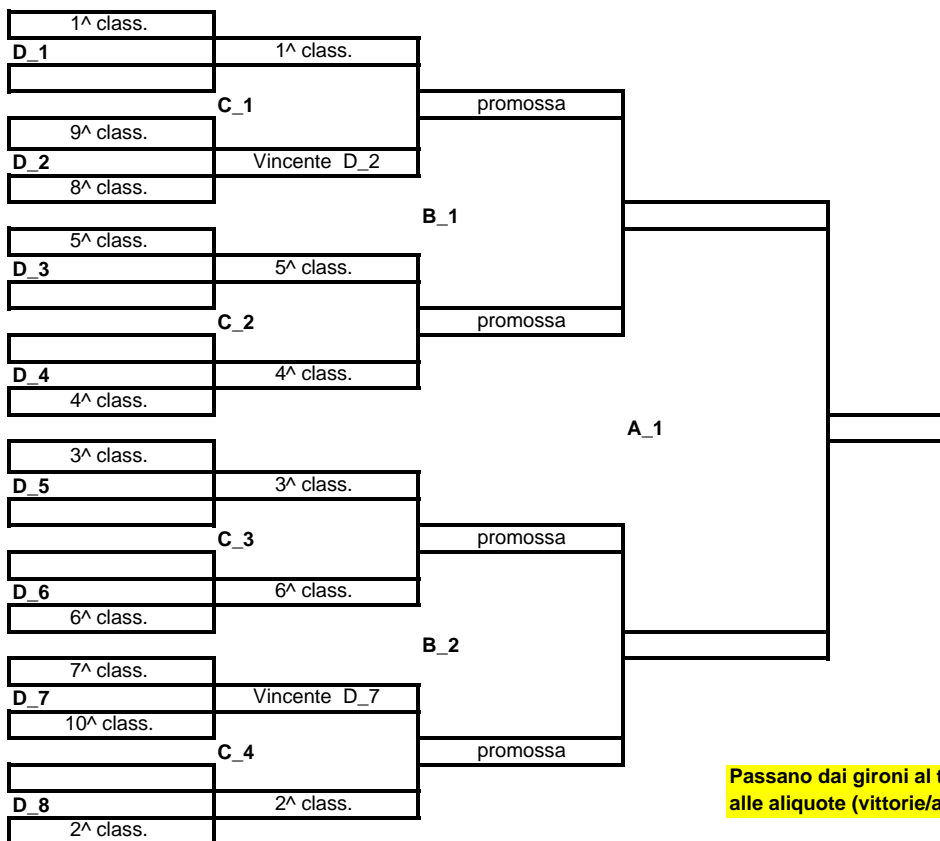 1^ class.
D_1
1^ class.
C_1
promossa
9^ class.
D_2
Vincente D_2
8^ class.
B_1
5^ class.
D_3
5^ class.
C_2
promossa
D_4
4^ class.
4^ class.
A_1
3^ class.
D_5
3^ class.
C_3
promossa
D_6
6^ class.
6^ class.
B_2
7^ class.
D_7
Vincente D_7
10^ class.
C_4
promossa
D_8
2^ class.
2^ class.
Passano dai gironi al t
alle aliquote (vittorie/a